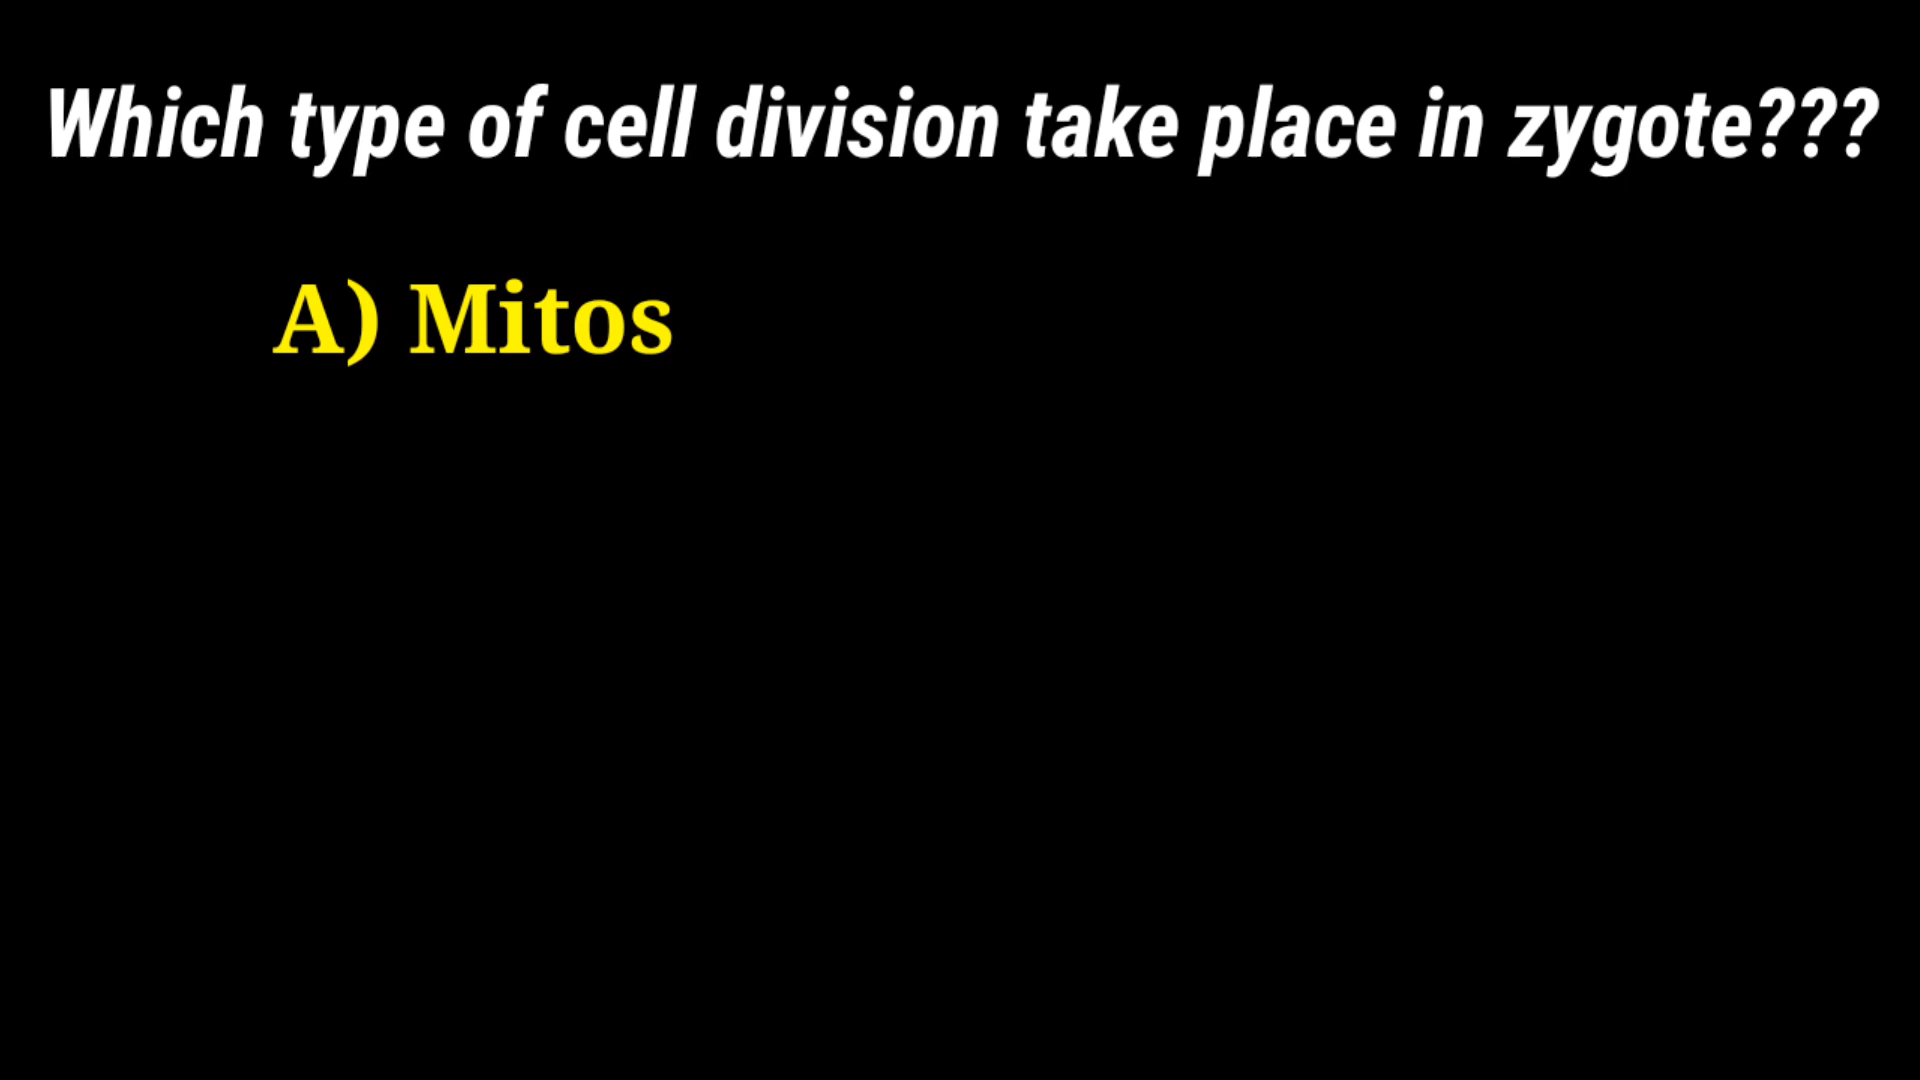 Which type of cell division take place in zygote???
A) Mitos